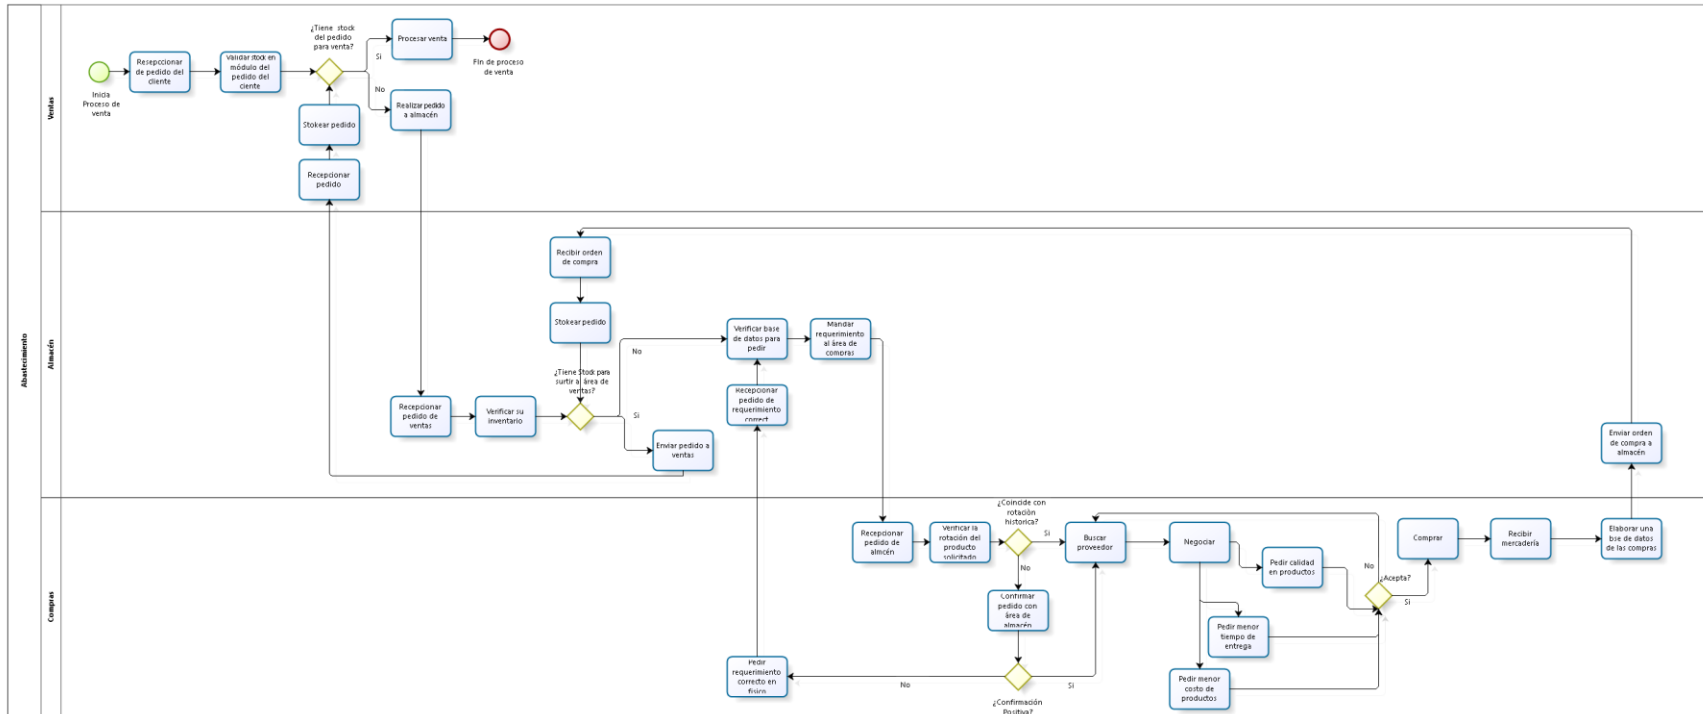 Abastecimiento
Ventas
Inicia
Proceso de
venta
Resepccionar
de pedido del
cliente
Validar stock en
módulo del
pedido del
ciente
¿Tiene stock
del pedido
para venta?
Si
No
Procesar venta
Fin de proceso
de venta
Realizar pedido
a almacén
Stokear pedido
Recepcionar
pedido
Almacén
Recibir orden
de compra
Stokear pedido
¿Tiene Stock para
surtir al área de
ventas?
No
Si
Verificar base
de datos para
pedir
Mandar
requerimiento
al área de
compras
Recepcionar
pedido de
requerimiento
correct
Recepcionar
pedido de
ventas
Verificar su
inventario
Enviar pedido a
ventas
Enviar orden
de compra a
almacén
Compras
Recepcionar
pedido de
almcén
Verificar la
rotación del
producto
solicitado
¿Coincide con
rotación
historica?
Si
No
Buscar
proveedor
Negociar
Pedir calidad
en productos
Pedir menor
tiempo de
entrega
Pedir menor
costo de
productos
No
¿Acepta?
Si
Comprar
Recibir
mercadería
Elaborar una
bse de datos
de las compras
Confirmar
pedido con
área de
almacén
Pedir
requerimiento
correcto en
físico
No
Si
¿Confirmación
Positiva?